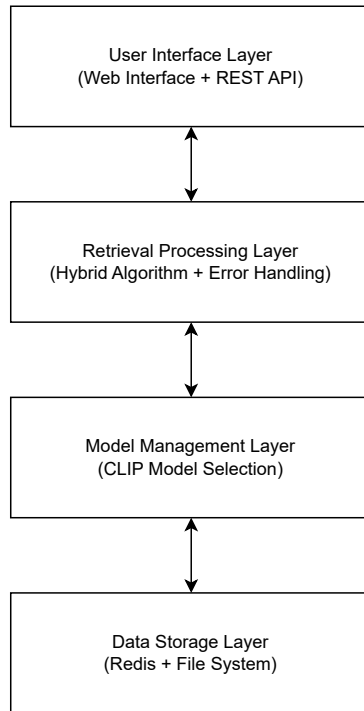 User Interface Layer
(Web Interface + REST API)
Retrieval Processing Layer
(Hybrid Algorithm + Error Handling)
Model Management Layer
(CLIP Model Selection)
Data Storage Layer
(Redis + File System)